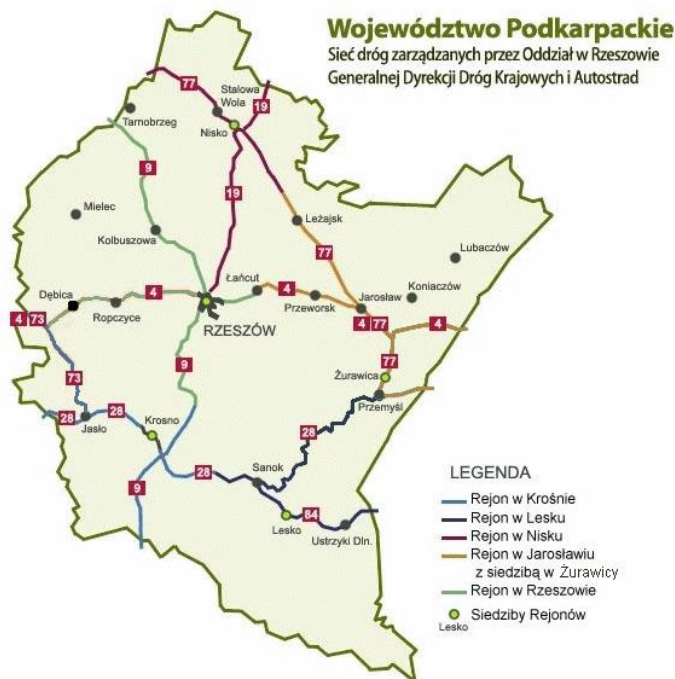 Województwo Podkarpackie
Sieć dróg zarządzanych przez Oddział w Rzeszowie
Generalnej Dyrekcji Dróg Krajowych i Autostrad
77
Stalowa
Wola
19
Tarnobrzeg
Nisko
9
19
Mielec
Leżajsk
Kolbuszowa
77
Lubaczów
Łańcut
Koniaczów
Dębica
4
4
Ropczyce
Przeworsk
Jarosław
4 73
RZESZÓW
4 77
4
9
77
73
Żurawica
Przemyśl
28
28
Krosno
Jasło
28
Sanok
28
9
84
Lesko
Ustrzyki Dln.
LEGENDA
Rejon w Krośnie
Rejon w Lesku
Rejon w Nisku
Rejon w Jarosławiu
z siedzibą w Żurawicy
Rejon w Rzeszowie
Siedziby Rejonów
Lesko